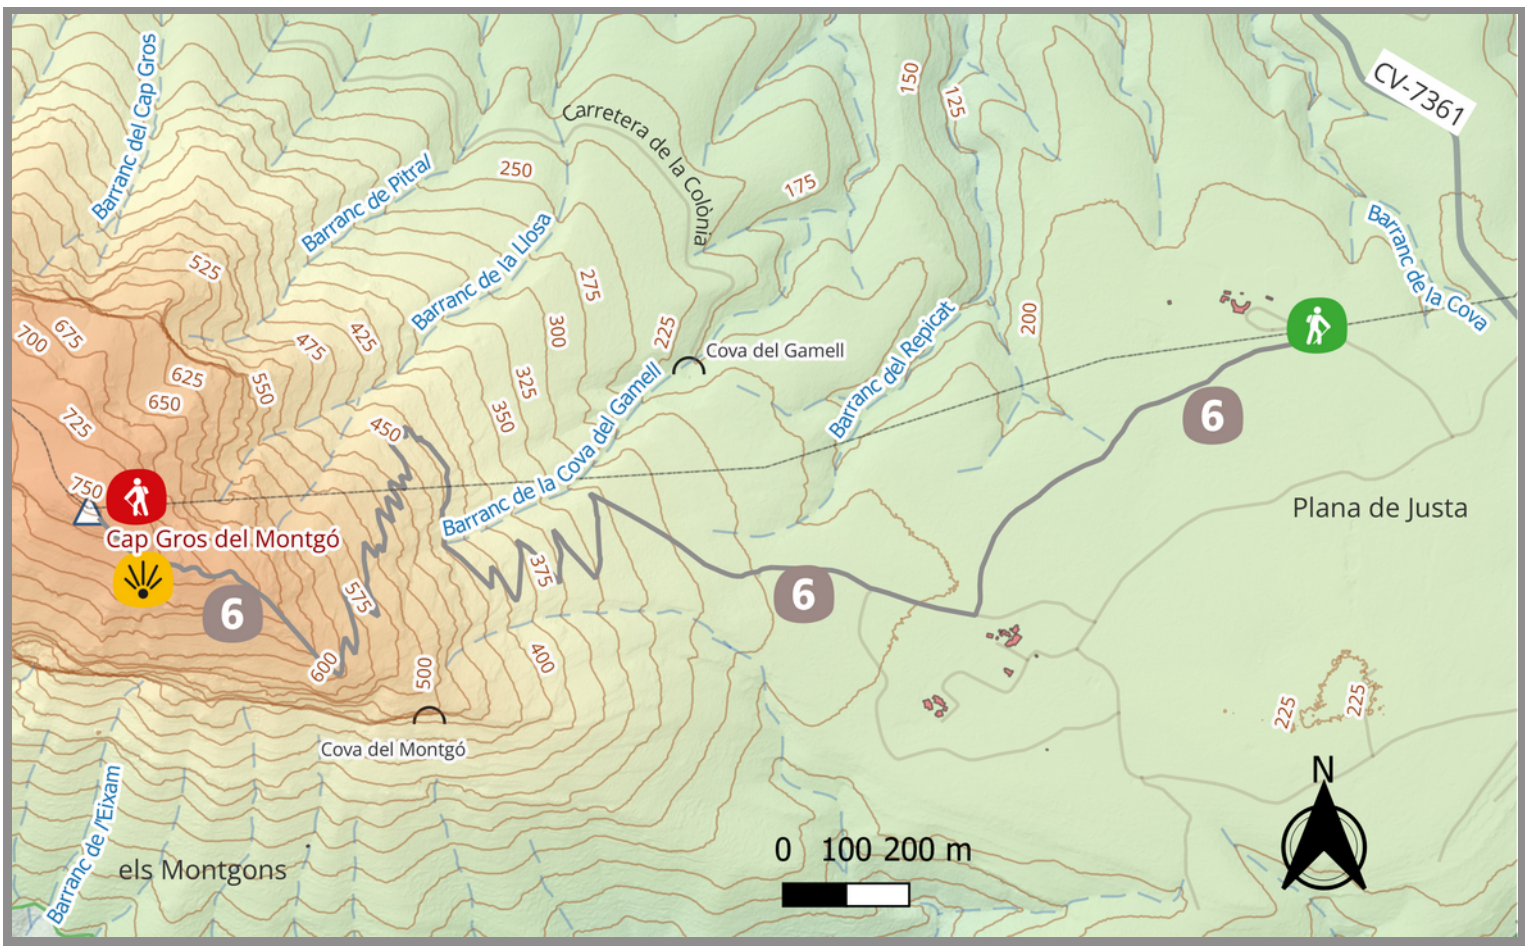 Barranc del Cap Gros
Carretera de la Colònia
150
125
CV-7361
Barranc de Pitral
250
175
Barranc de la Llosa
Barranc de la Cova
525
275
200
700
675
475
425
300
225
Cova del Gamell
Barranc del Repicat
625
550
650
325
350
725
450
6
750
Barranc de la Cova del Gamell
Plana de Justa
Cap Gros del Montgó
375
575
6
6
600
500
400
225
225
Cova del Montgó
N
Barranc de l'Eixam
0 100 200 m
els Montgons